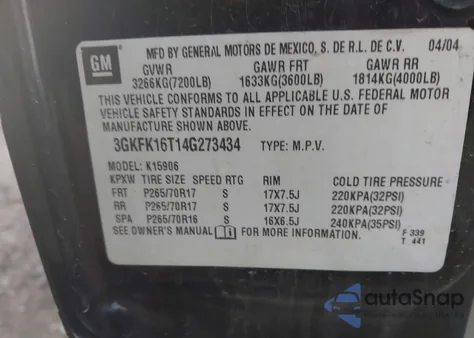 GM
MFD BY GENERAL MOTORS DE MEXICO, S. DE R.L. DE C.V. 04/04
GVWR GAWR FRT GAWR RR
3266KG(7200LB) 1633KG(3600LB) 1814KG(4000LB)
THIS VEHICLE CONFORMS TO ALL APPLICABLE U.S. FEDERAL MOTOR
VEHICLE SAFETY STANDARDS IN EFFECT ON THE DATE OF
MANUFACTURE SHOWN ABOVE.
3GKFK16T14G273434 TYPE: M.P.V.
MODEL: K15906
KPXW TIRE SIZE SPEED RTG RIM COLD TIRE PRESSURE
FRT P265/70R17 S 17X7.5J 220KPA(32PSI)
RR P265/70R17 S 17X7.5J 220KPA(32PSI)
SPA P265/70R16 S 16X6.5J 240KPA(35PSI)
SEE OWNER'S MANUAL FOR MORE INFORMATION.
F 339
T 441
autoSnap